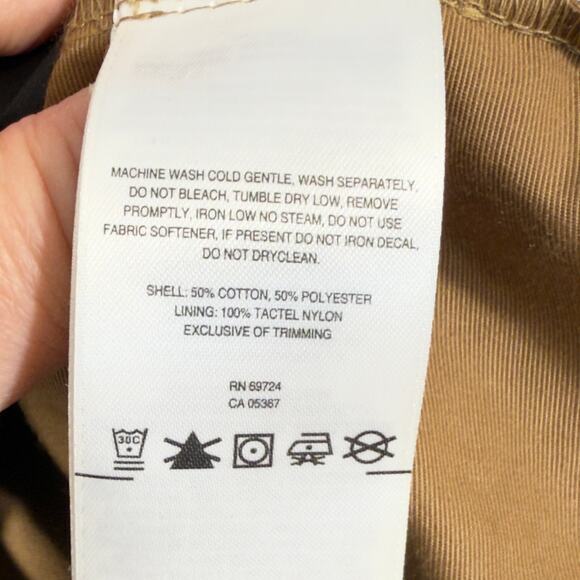 MACHINE WASH COLD GENTLE, WASH SEPARATELY,
DO NOT BLEACH, TUMBLE DRY LOW, REMOVE
PROMPTLY, IRON LOW NO STEAM, DO NOT USE
FABRIC SOFTENER, IF PRESENT DO NOT IRON DECAL,
DO NOT DRYCLEAN.
SHELL: 50% COTTON, 50% POLYESTER
LINING: 100% TACTEL NYLON
EXCLUSIVE OF TRIMMING
RN 69724
CA 05367
30C